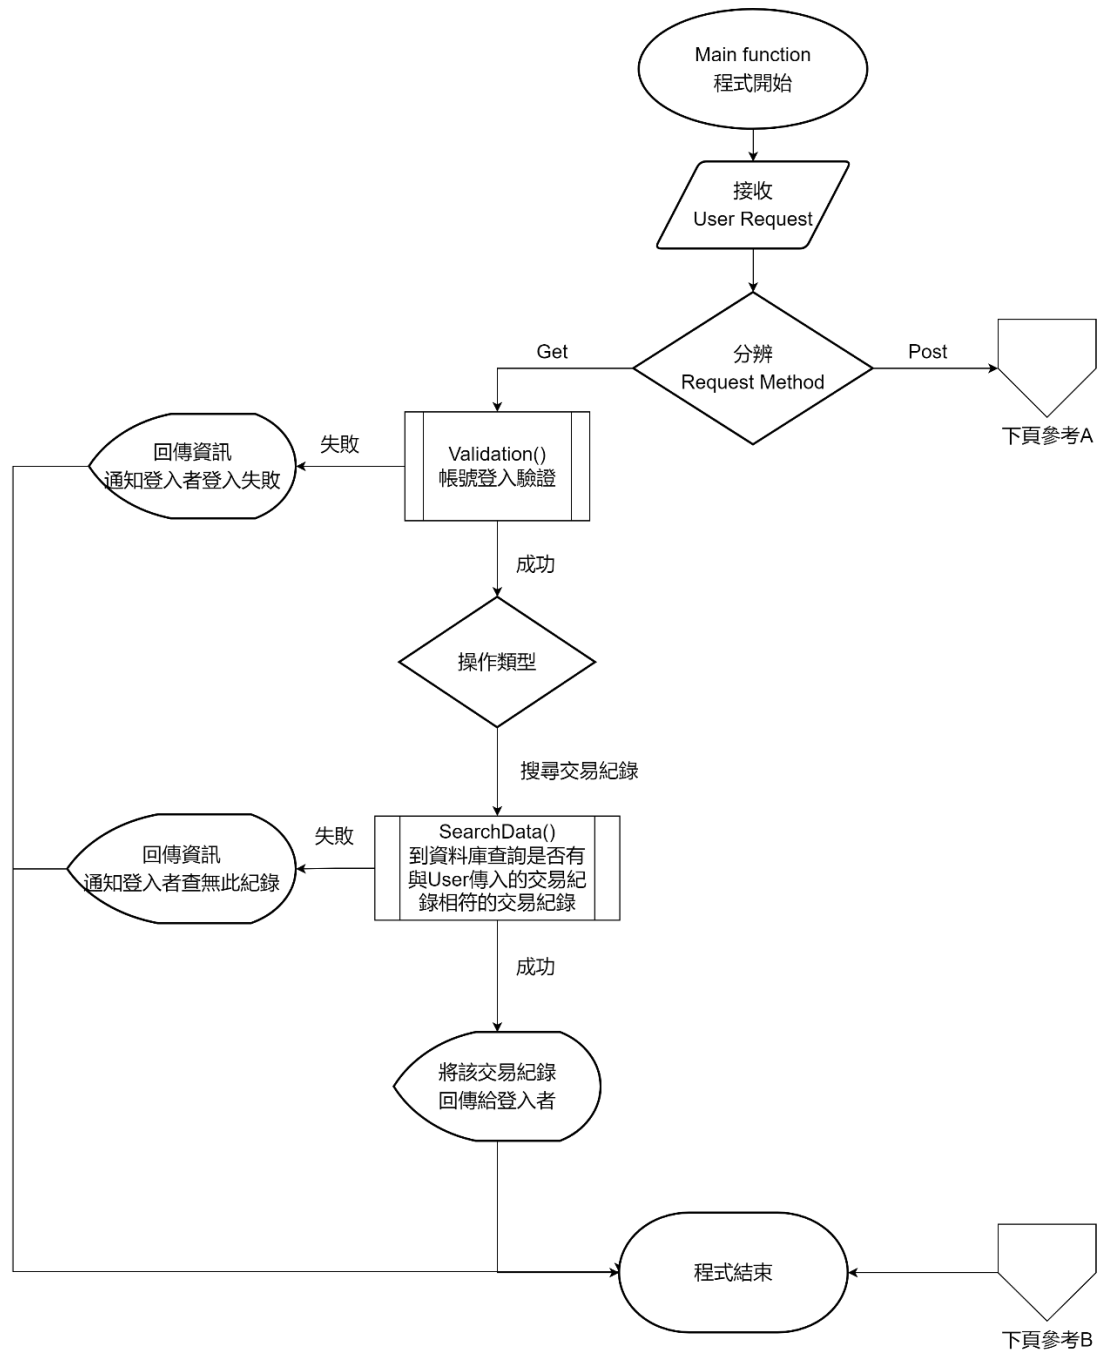 Main function
程式開始
接收
User Request
分辨
Request Method
Get
Post
下頁參考A
Validation()
帳號登入驗證
失敗
回傳資訊
通知登入者登入失敗
成功
操作類型
搜尋交易紀錄
SearchData()
到資料庫查詢是否有
與User傳入的交易紀
錄相符的交易紀錄
失敗
回傳資訊
通知登入者查無此紀錄
成功
將該交易紀錄
回傳給登入者
程式結束
下頁參考B